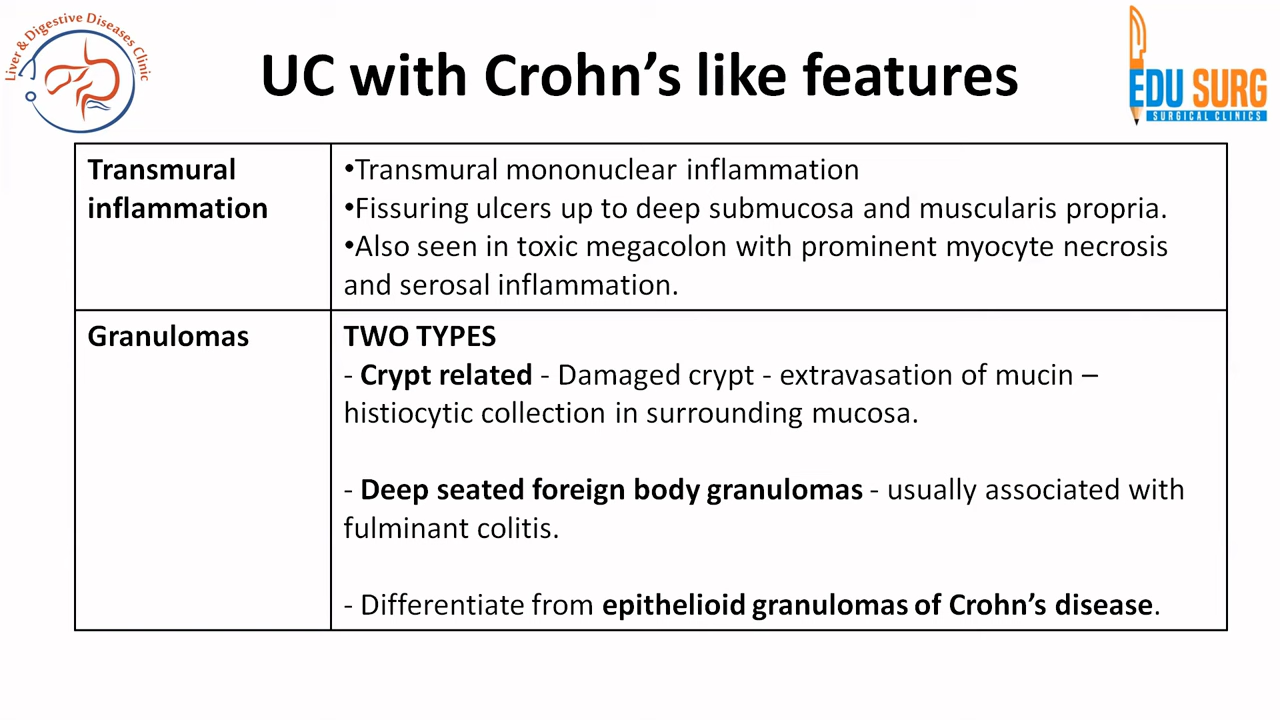 Liver & Digestive Diseases Clinic
UC with Crohn's like features
EDU SURG
SURGICAL CLINICS
Transmural
inflammation
•Transmural mononuclear inflammation
•Fissuring ulcers up to deep submucosa and muscularis propria.
•Also seen in toxic megacolon with prominent myocyte necrosis
and serosal inflammation.
Granulomas
TWO TYPES
- Crypt related - Damaged crypt - extravasation of mucin –
histiocytic collection in surrounding mucosa.
- Deep seated foreign body granulomas - usually associated with
fulminant colitis.
- Differentiate from epithelioid granulomas of Crohn's disease.